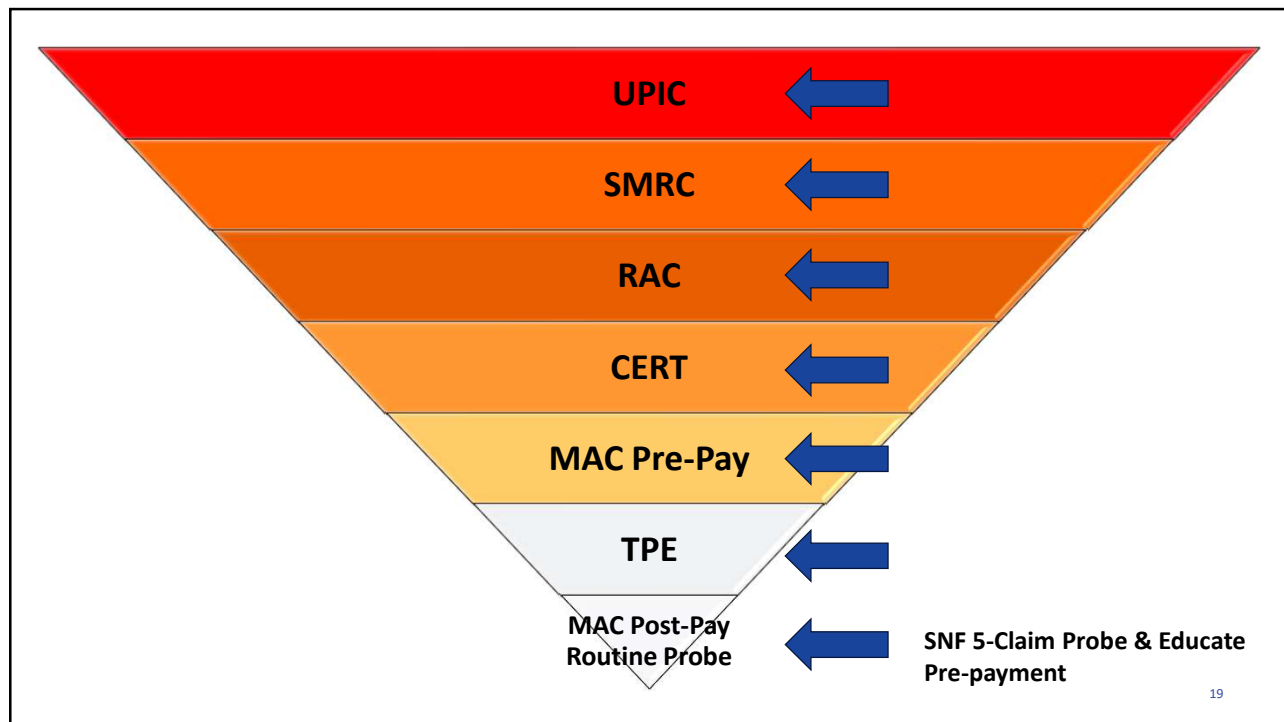 UPIC
SMRC
RAC
CERT
MAC Pre-Pay
TPE
MAC Post-Pay
Routine Probe
SNF 5-Claim Probe & Educate
Pre-payment
19